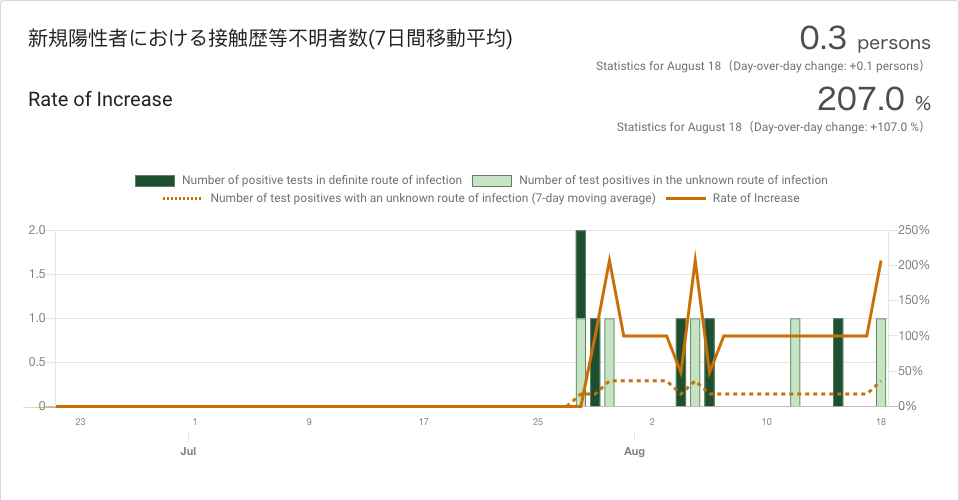 新規陽性者における接触歴等不明者数(7日間移動平均)
0.3 persons
Statistics for August 18（Day-over-day change: +0.1 persons）
Rate of Increase
207.0 %
Statistics for August 18（Day-over-day change: +107.0 %）
Number of positive tests in definite route of infection
Number of test positives in the unknown route of infection
Number of test positives with an unknown route of infection (7-day moving average)
Rate of Increase
2.0 250%
200%
1.5
150%
1.0 100%
0.5 50%
0 0%
23 1 9 17 25 2 10 18
Jul Aug